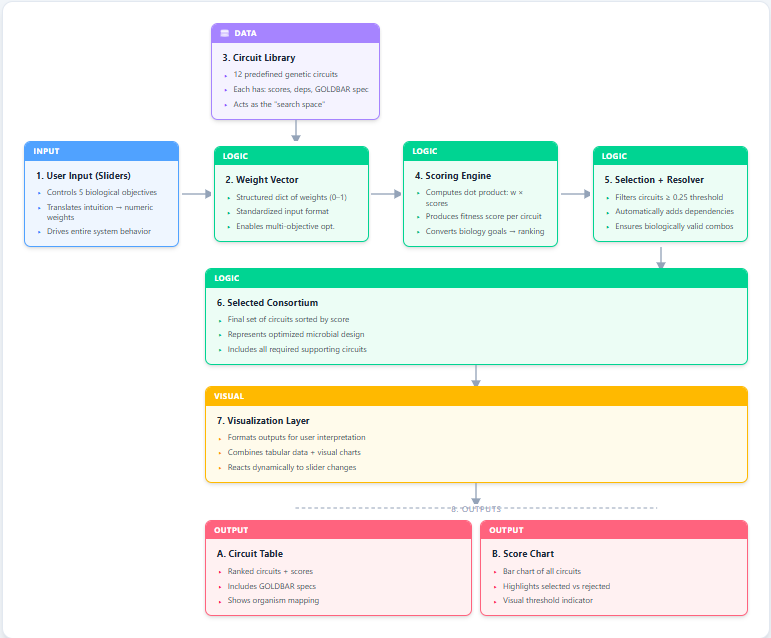 DATA
3. Circuit Library
• 12 predefined genetic circuits
• Each has: scores, deps, GOLDBAR spec
• Acts as the "search space"
INPUT
1. User Input (Sliders)
• Controls 5 biological objectives
• Translates intuition → numeric
weights
• Drives entire system behavior
LOGIC
2. Weight Vector
• Structured dict of weights (0–1)
• Standardized input format
• Enables multi-objective opt.
LOGIC
4. Scoring Engine
• Computes dot product: w ×
scores
• Produces fitness score per circuit
• Converts biology goals → ranking
LOGIC
5. Selection + Resolver
• Filters circuits ≥ 0.25 threshold
• Automatically adds dependencies
• Ensures biologically valid combos
LOGIC
6. Selected Consortium
• Final set of circuits sorted by score
• Represents optimized microbial design
• Includes all required supporting circuits
VISUAL
7. Visualization Layer
• Formats outputs for user interpretation
• Combines tabular data + visual charts
• Reacts dynamically to slider changes
8. OUTPUTS
OUTPUT
A. Circuit Table
• Ranked circuits + scores
• Includes GOLDBAR specs
• Shows organism mapping
OUTPUT
B. Score Chart
• Bar chart of all circuits
• Highlights selected vs rejected
• Visual threshold indicator